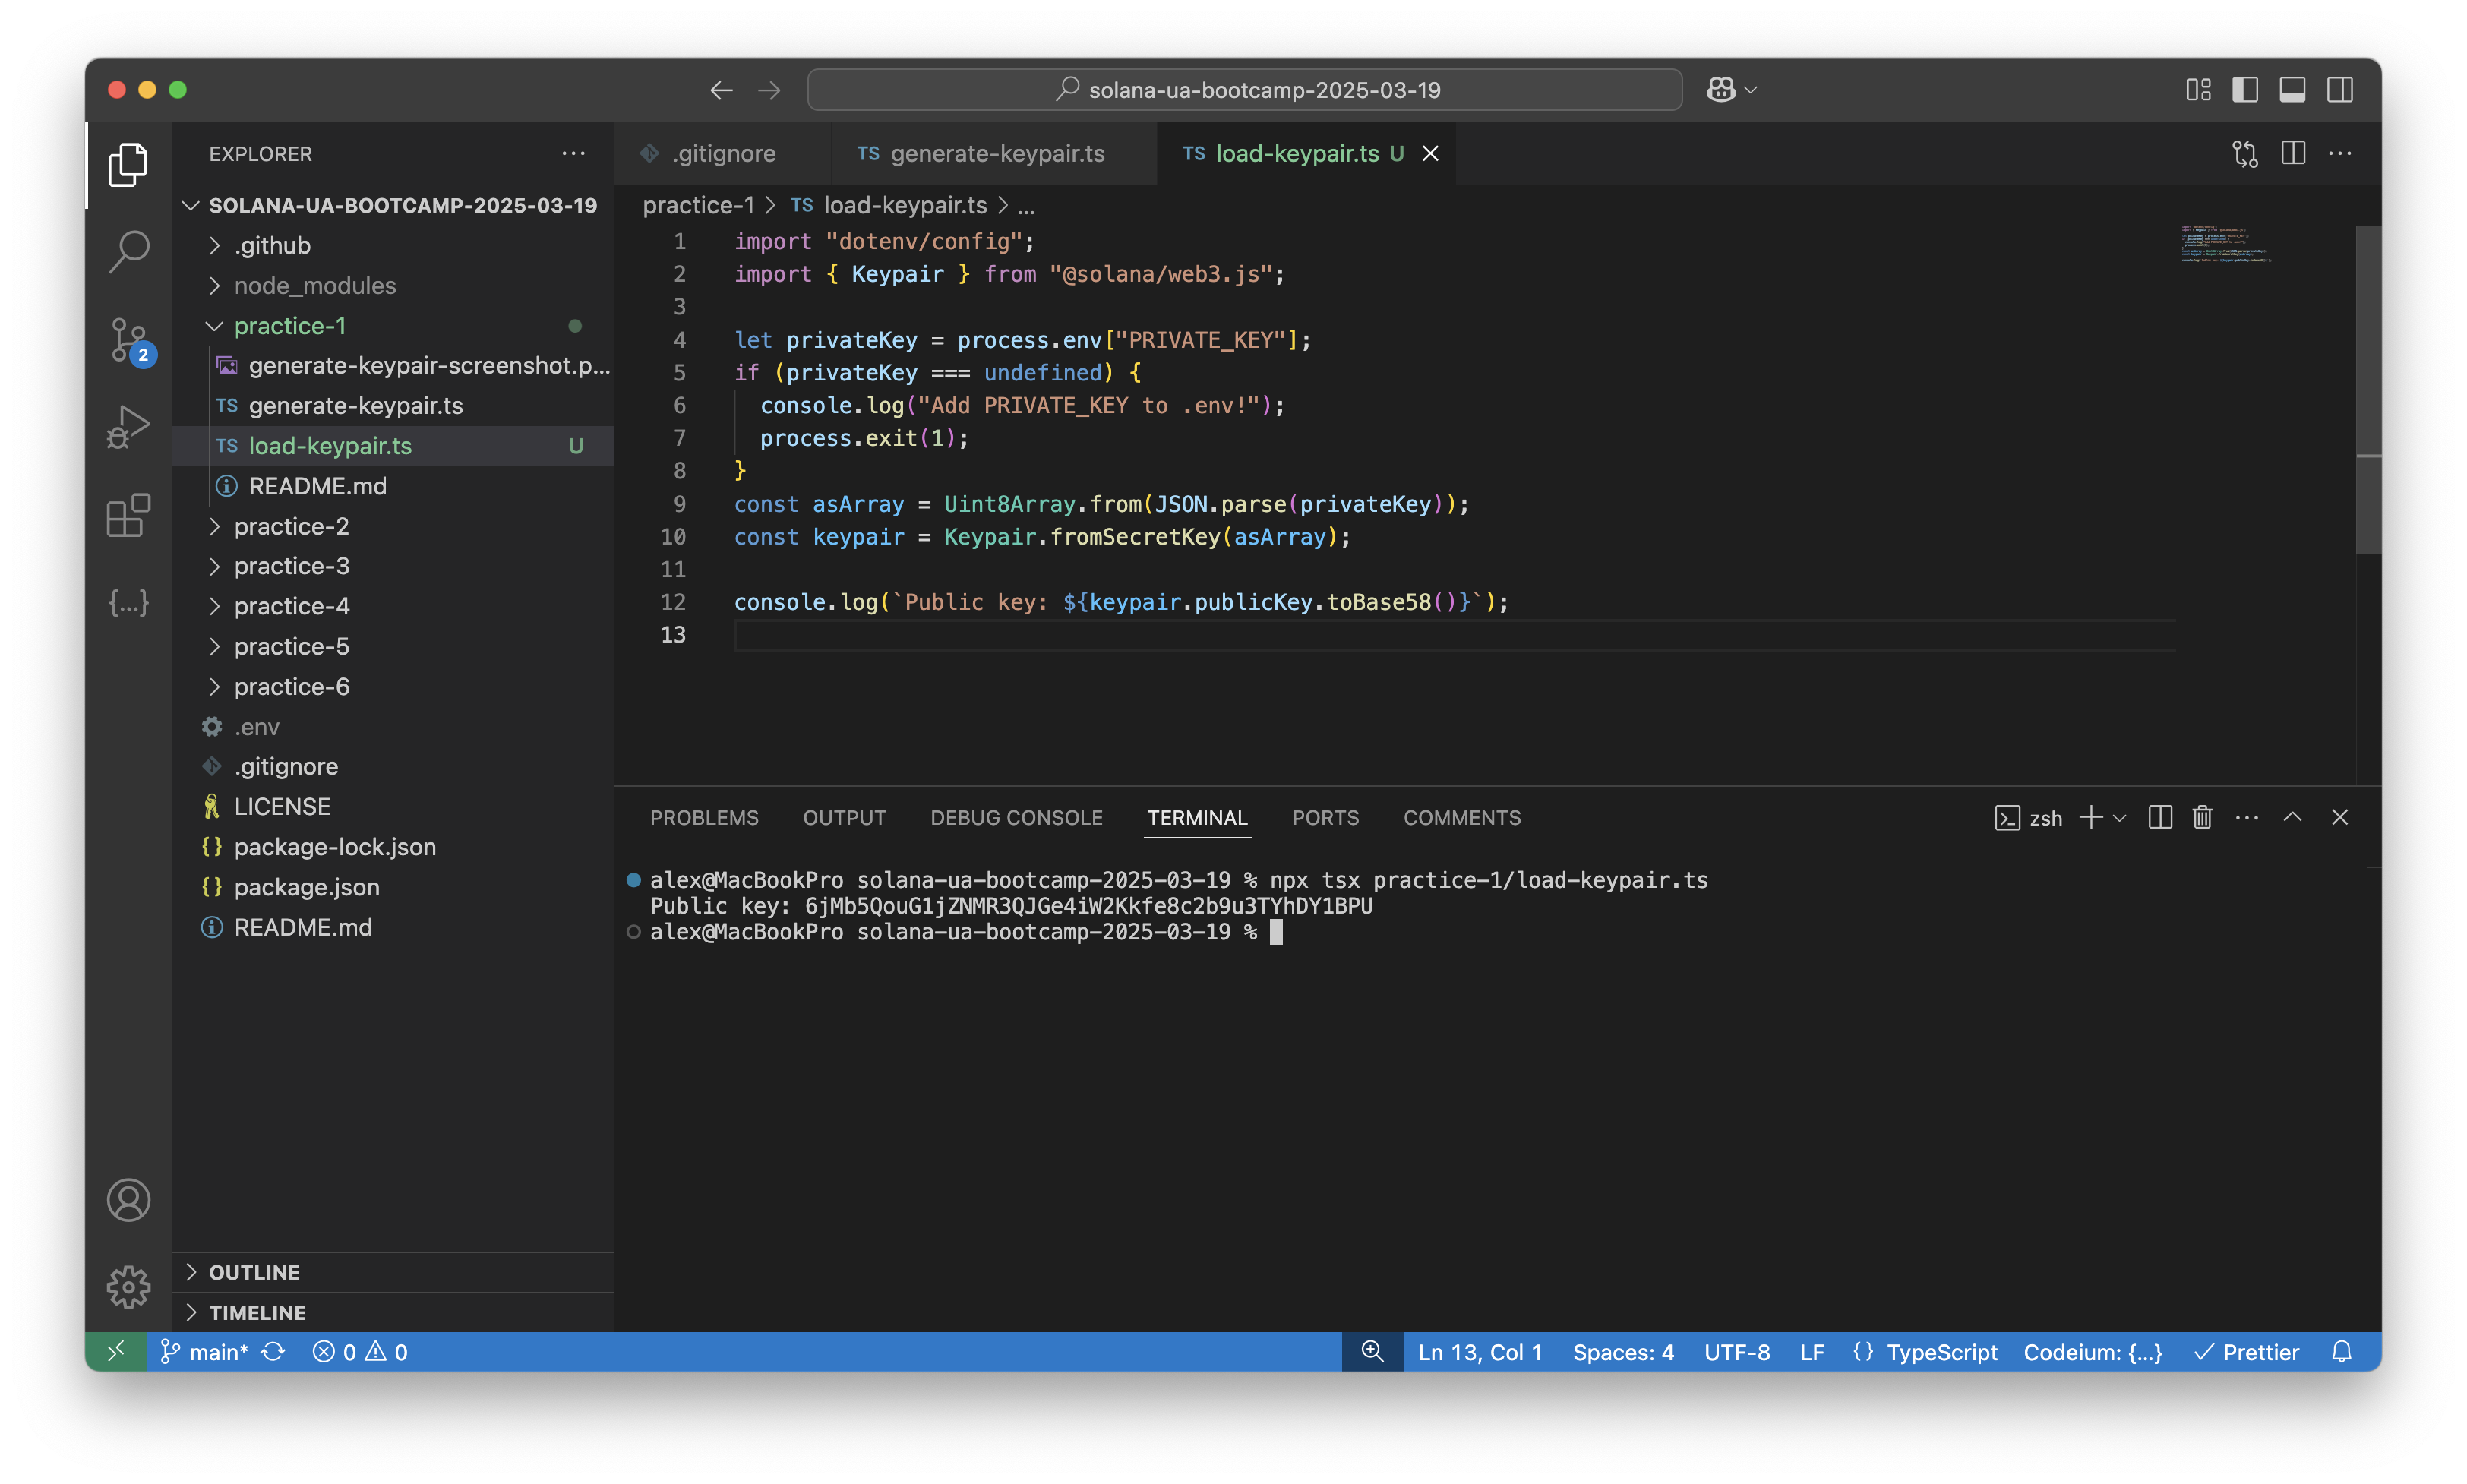 solana-ua-bootcamp-2025-03-19
EXPLORER
SOLANA-UA-BOOTCAMP-2025-03-19
.github
node_modules
practice-1
generate-keypair-screenshot.p...
TS generate-keypair.ts
TS load-keypair.ts U
README.md
practice-2
practice-3
practice-4
practice-5
practice-6
.env
.gitignore
LICENSE
{} package-lock.json
{} package.json
README.md
OUTLINE
TIMELINE
2
{...}
.gitignore
TS generate-keypair.ts
TS load-keypair.ts U
practice-1 > TS load-keypair.ts > ...
1 import "dotenv/config";
2 import { Keypair } from "@solana/web3.js";
3
4 let privateKey = process.env["PRIVATE_KEY"];
5 if (privateKey === undefined) {
6 console.log("Add PRIVATE_KEY to .env!");
7 process.exit(1);
8 }
9 const asArray = Uint8Array.from(JSON.parse(privateKey));
10 const keypair = Keypair.fromSecretKey(asArray);
11
12 console.log(`Public key: ${keypair.publicKey.toBase58()}`);
13
PROBLEMS OUTPUT DEBUG CONSOLE TERMINAL PORTS COMMENTS
zsh
alex@MacBookPro solana-ua-bootcamp-2025-03-19 % npx tsx practice-1/load-keypair.ts
Public key: 6jMb5QouG1jZNMR3QJGe4iW2Kkfe8c2b9u3TYhDY1BPU
alex@MacBookPro solana-ua-bootcamp-2025-03-19 %
main* 0 0 Ln 13, Col 1 Spaces: 4 UTF-8 LF {} TypeScript Codeium: {...} Prettier